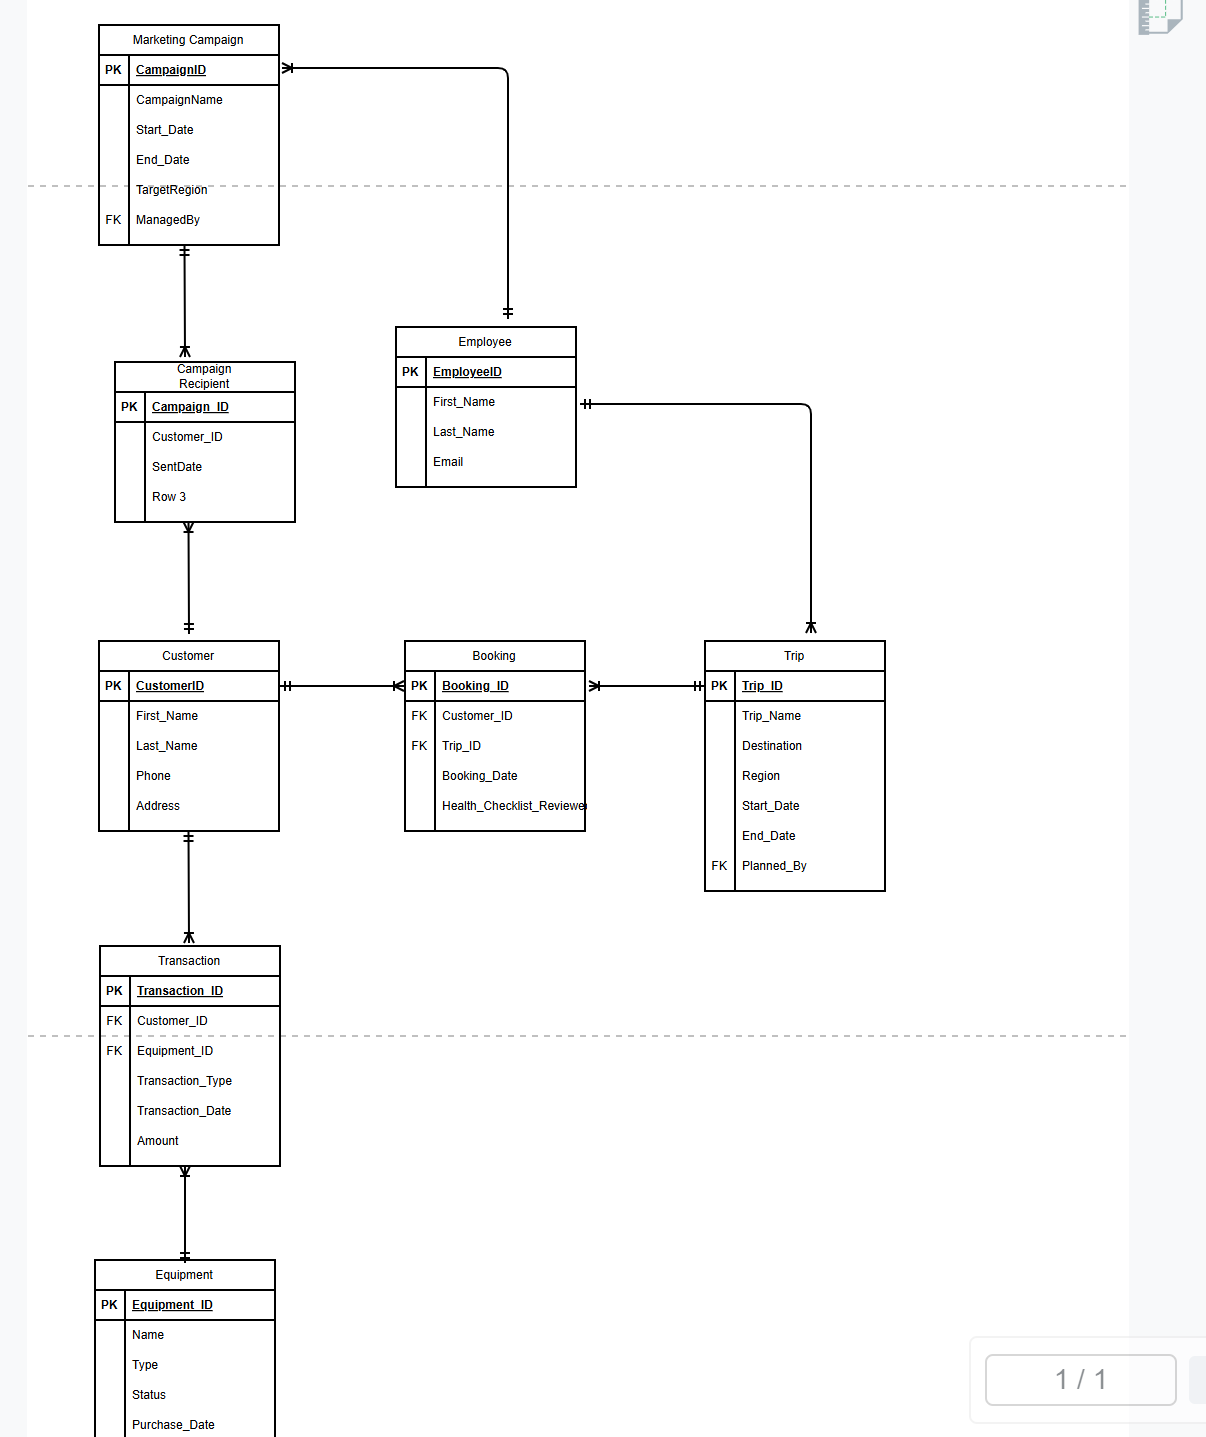 Marketing Campaign
PK CampaignID
CampaignName
Start_Date
End_Date
TargetRegion
FK ManagedBy
Employee
PK EmployeeID
First_Name
Last_Name
Email
Campaign
Recipient
PK Campaign_ID
Customer_ID
SentDate
Row 3
Customer
PK CustomerID
First_Name
Last_Name
Phone
Address
Booking
PK Booking_ID
FK Customer_ID
FK Trip_ID
Booking_Date
Health_Checklist_Reviewe
Trip
PK Trip_ID
Trip_Name
Destination
Region
Start_Date
End_Date
FK Planned_By
Transaction
PK Transaction_ID
FK Customer_ID
FK Equipment_ID
Transaction_Type
Transaction_Date
Amount
Equipment
PK Equipment_ID
Name
Type
Status
Purchase_Date
1 / 1